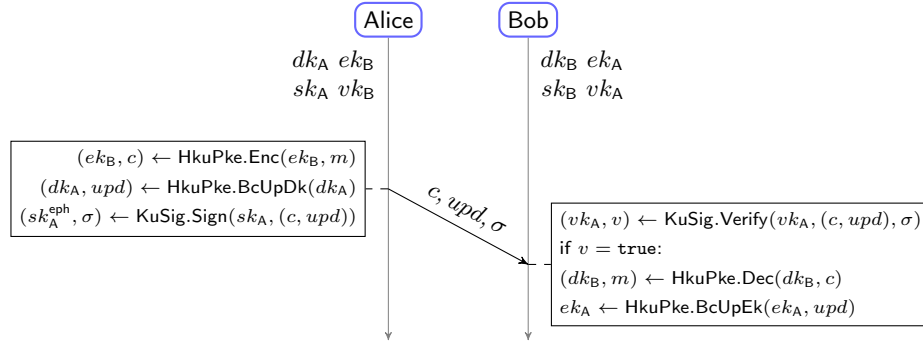 Alice Bob
dk_A ek_B dk_B ek_A
sk_A vk_B sk_B vk_A
(ek_B, c) ← HkuPke.Enc(ek_B, m)
(dk_A, upd) ← HkuPke.BcUpDk(dk_A)
(sk_A^eph, σ) ← KuSig.Sign(sk_A, (c, upd))
c, upd, σ
(vk_A, v) ← KuSig.Verify(vk_A, (c, upd), σ)
if v = true:
(dk_B, m) ← HkuPke.Dec(dk_B, c)
ek_A ← HkuPke.BcUpEk(ek_A, upd)